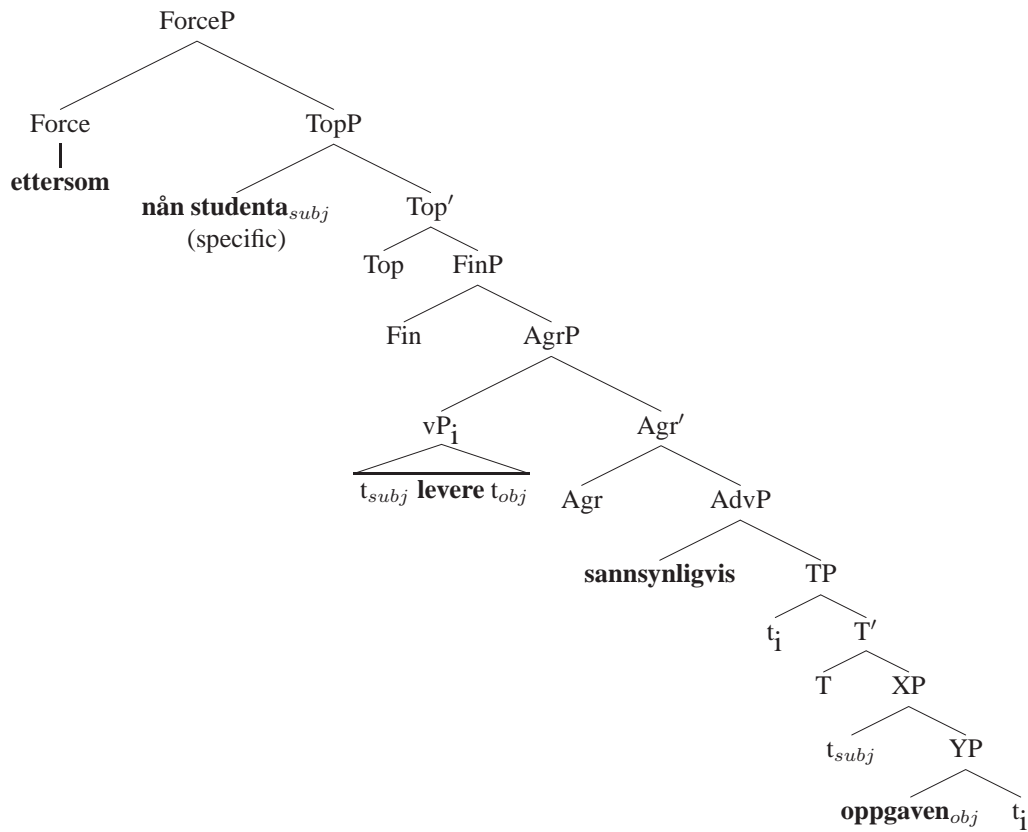 ForceP
Force TopP
ettersom
nån studenta_subj Top′
(specific)
Top FinP
Fin AgrP
vP_i Agr′
t_subj levere t_obj Agr AdvP
sannsynligvis TP
t_i T′
T XP
t_subj YP
oppgaven_obj t_i